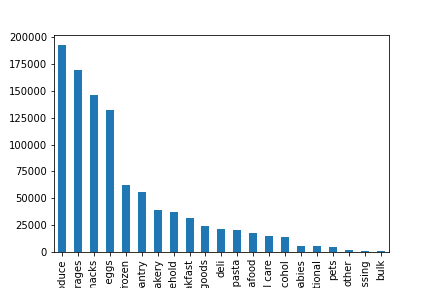 200000
175000
150000
125000
100000
75000
50000
25000
0
oduce
rages
nacks
eggs
rozen
antry
akery
ehold
kfast
goods
deli
pasta
afood
l care
cohol
abies
tional
pets
other
ssing
bulk